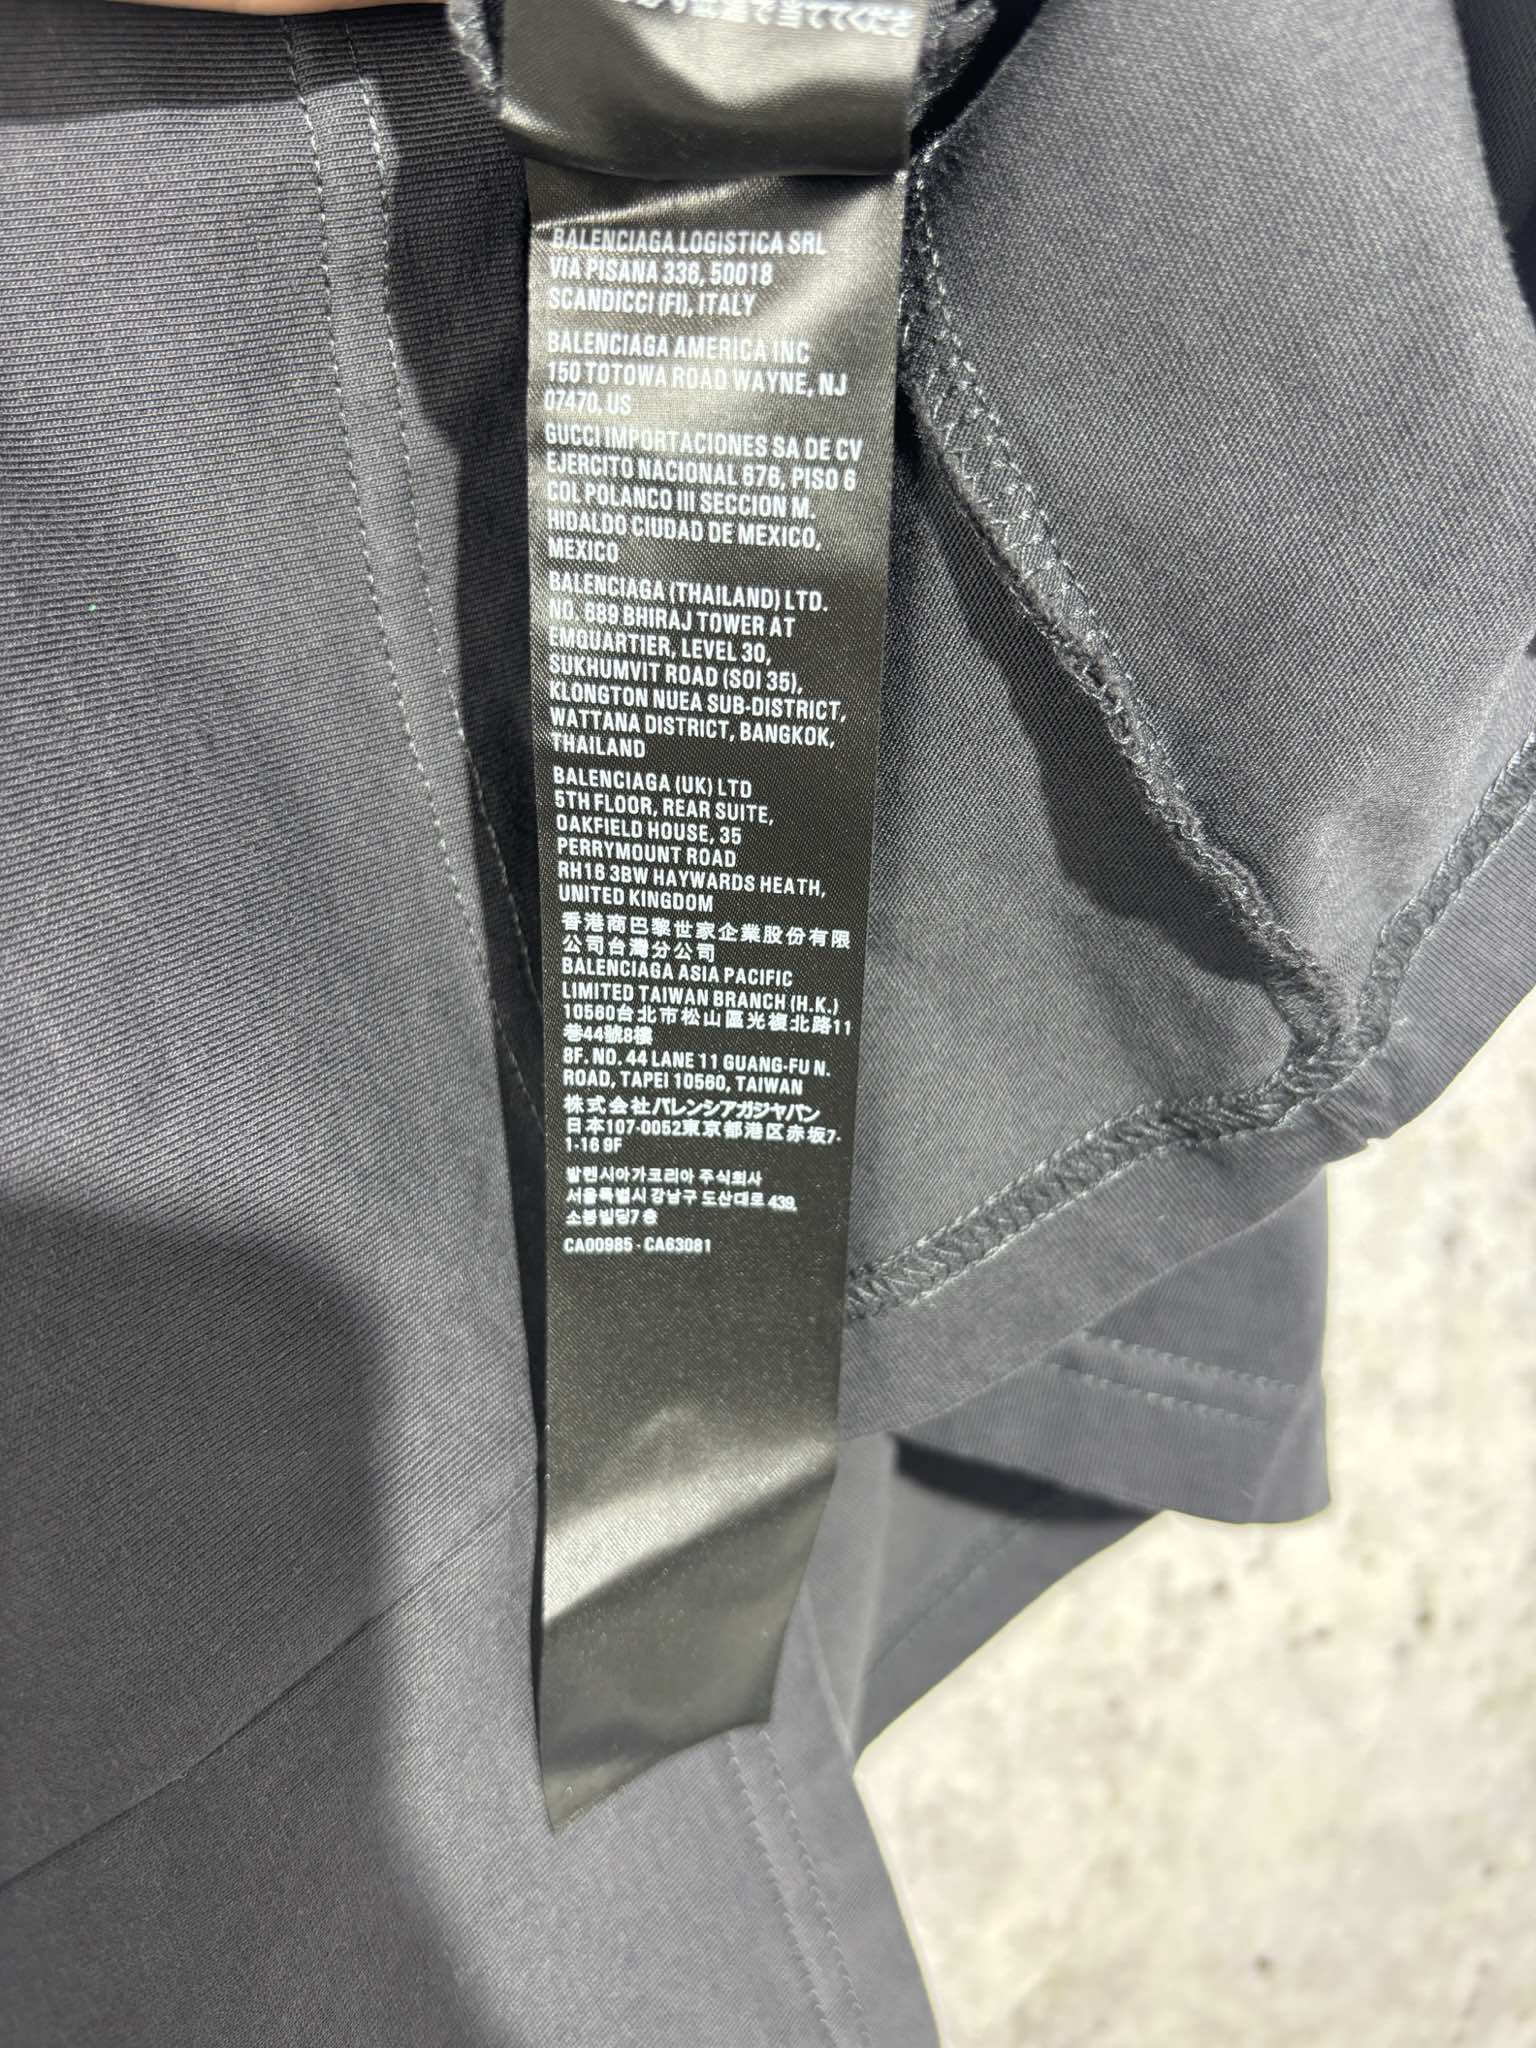 で当ててくださ
BALENCIAGA LOGISTICA SRL
VIA PISANA 336, 50018
SCANDICCI (FI), ITALY
BALENCIAGA AMERICA INC
150 TOTOWA ROAD WAYNE, NJ
07470, US
GUCCI IMPORTACIONES SA DE CV
EJERCITO NACIONAL 676, PISO 6
COL POLANCO III SECCION M.
HIDALDO CIUDAD DE MEXICO,
MEXICO
BALENCIAGA (THAILAND) LTD.
NO. 689 BHIRAJ TOWER AT
EMQUARTIER, LEVEL 30,
SUKHUMVIT ROAD (SOI 35),
KLONGTON NUEA SUB-DISTRICT,
WATTANA DISTRICT, BANGKOK,
THAILAND
BALENCIAGA (UK) LTD
5TH FLOOR, REAR SUITE,
OAKFIELD HOUSE, 35
PERRYMOUNT ROAD
RH16 3BW HAYWARDS HEATH,
UNITED KINGDOM
香港商巴黎世家企業股份有限
公司台灣分公司
BALENCIAGA ASIA PACIFIC
LIMITED TAIWAN BRANCH (H.K.)
10560台北市松山區光複北路11
巷44號8樓
8F. NO. 44 LANE 11 GUANG-FU N.
ROAD, TAPEI 10560, TAIWAN
株式会社バレンシアガジャパン
日本107-0052東京都港区赤坂7-
1-16 9F
발렌시아가코리아 주식회사
서울특별시 강남구 도산대로 439,
소봉빌딩7 층
CA00985 - CA63081